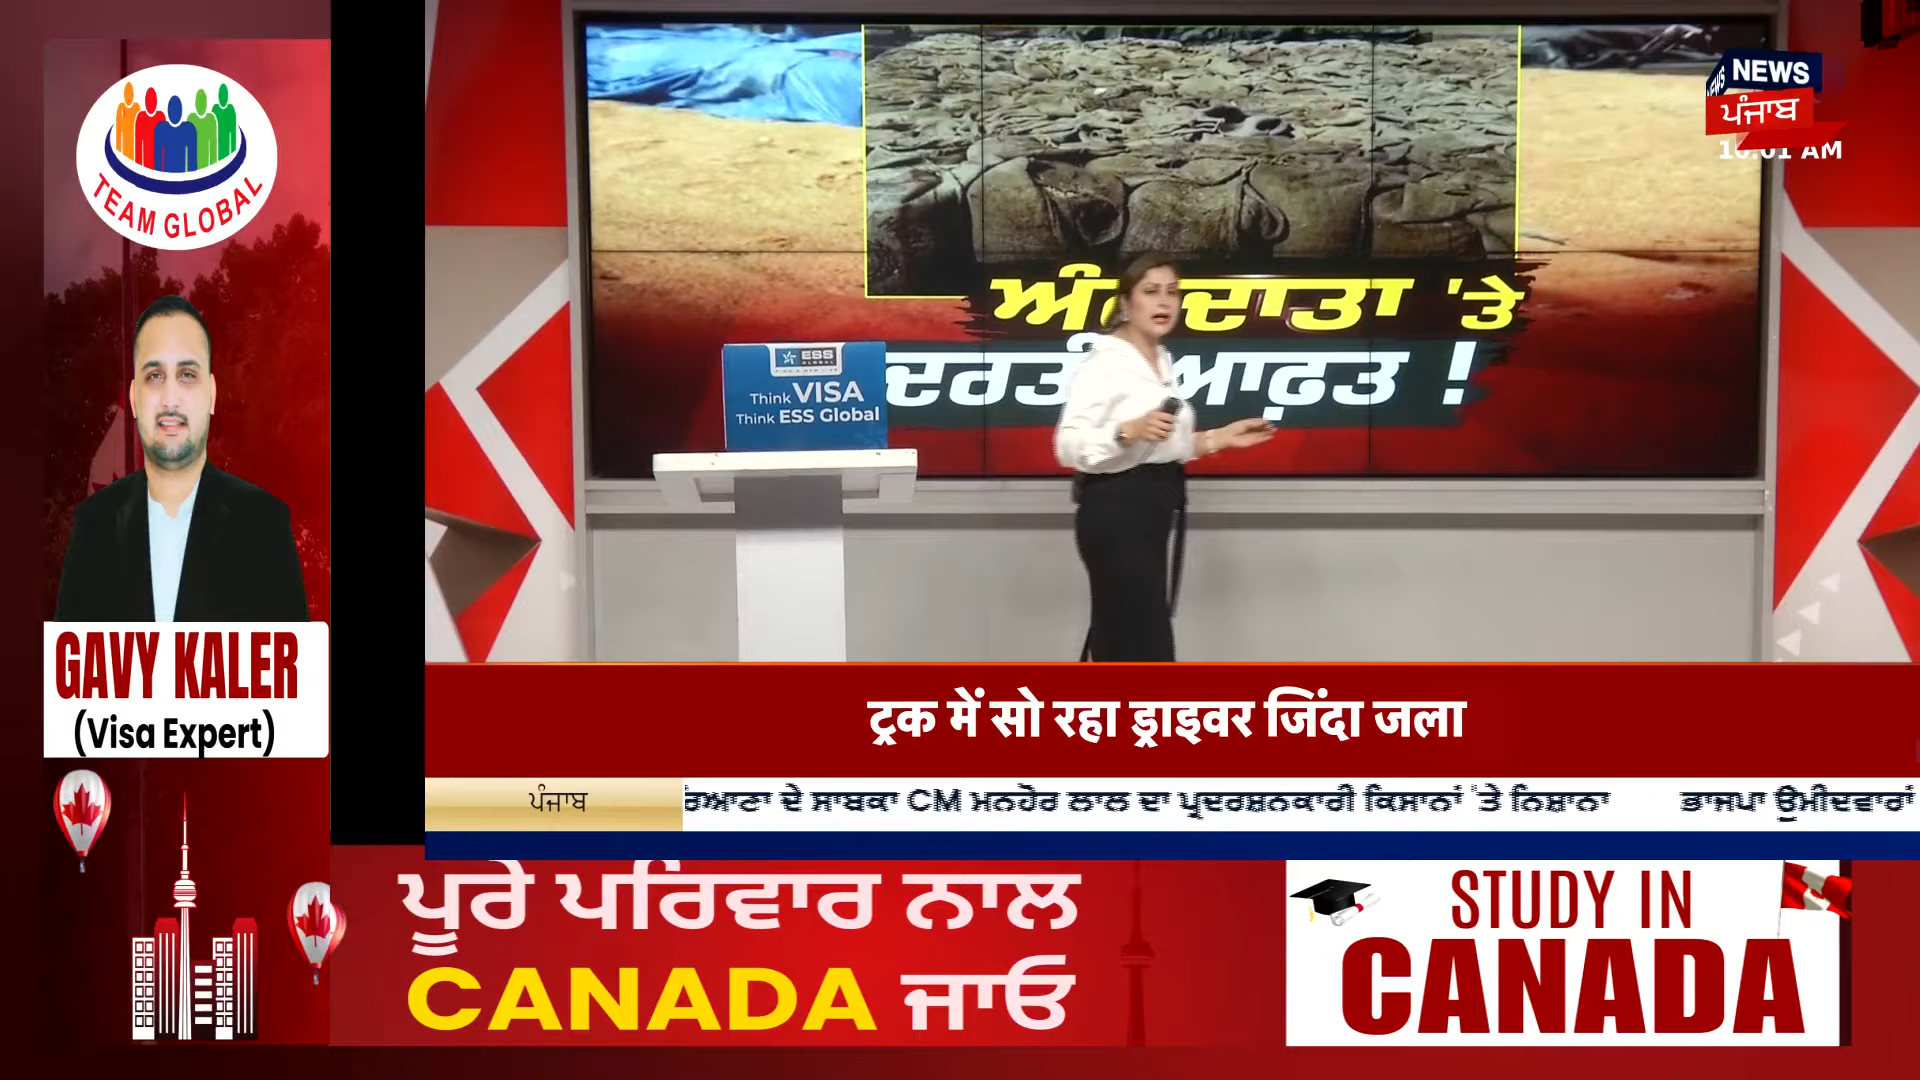 TEAM GLOBAL
GAVY KALER
(Visa Expert)
NEWS
ਪੰਜਾਬ
AM
'ਤੇ
ਆਫ਼ਤ !
ESS
GLOBAL
Think VISA
Think ESS Global
ट्रक में सो रहा ड्राइवर जिंदा जला
ਪੰਜਾਬ
ਦੇ ਸਾਬਕਾ CM ਮਨੋਹਰ ਲਾਲ ਦਾ ਪ੍ਰਦਰਸ਼ਨਕਾਰੀ ਕਿਸਾਨਾਂ 'ਤੇ ਨਿਸ਼ਾਨਾ ਭਾਜਪਾ ਉਮੀਦਵਾਰਾਂ
ਪੂਰੇ ਪਰਿਵਾਰ ਨਾਲ
CANADA ਜਾਓ
STUDY IN
CANADA